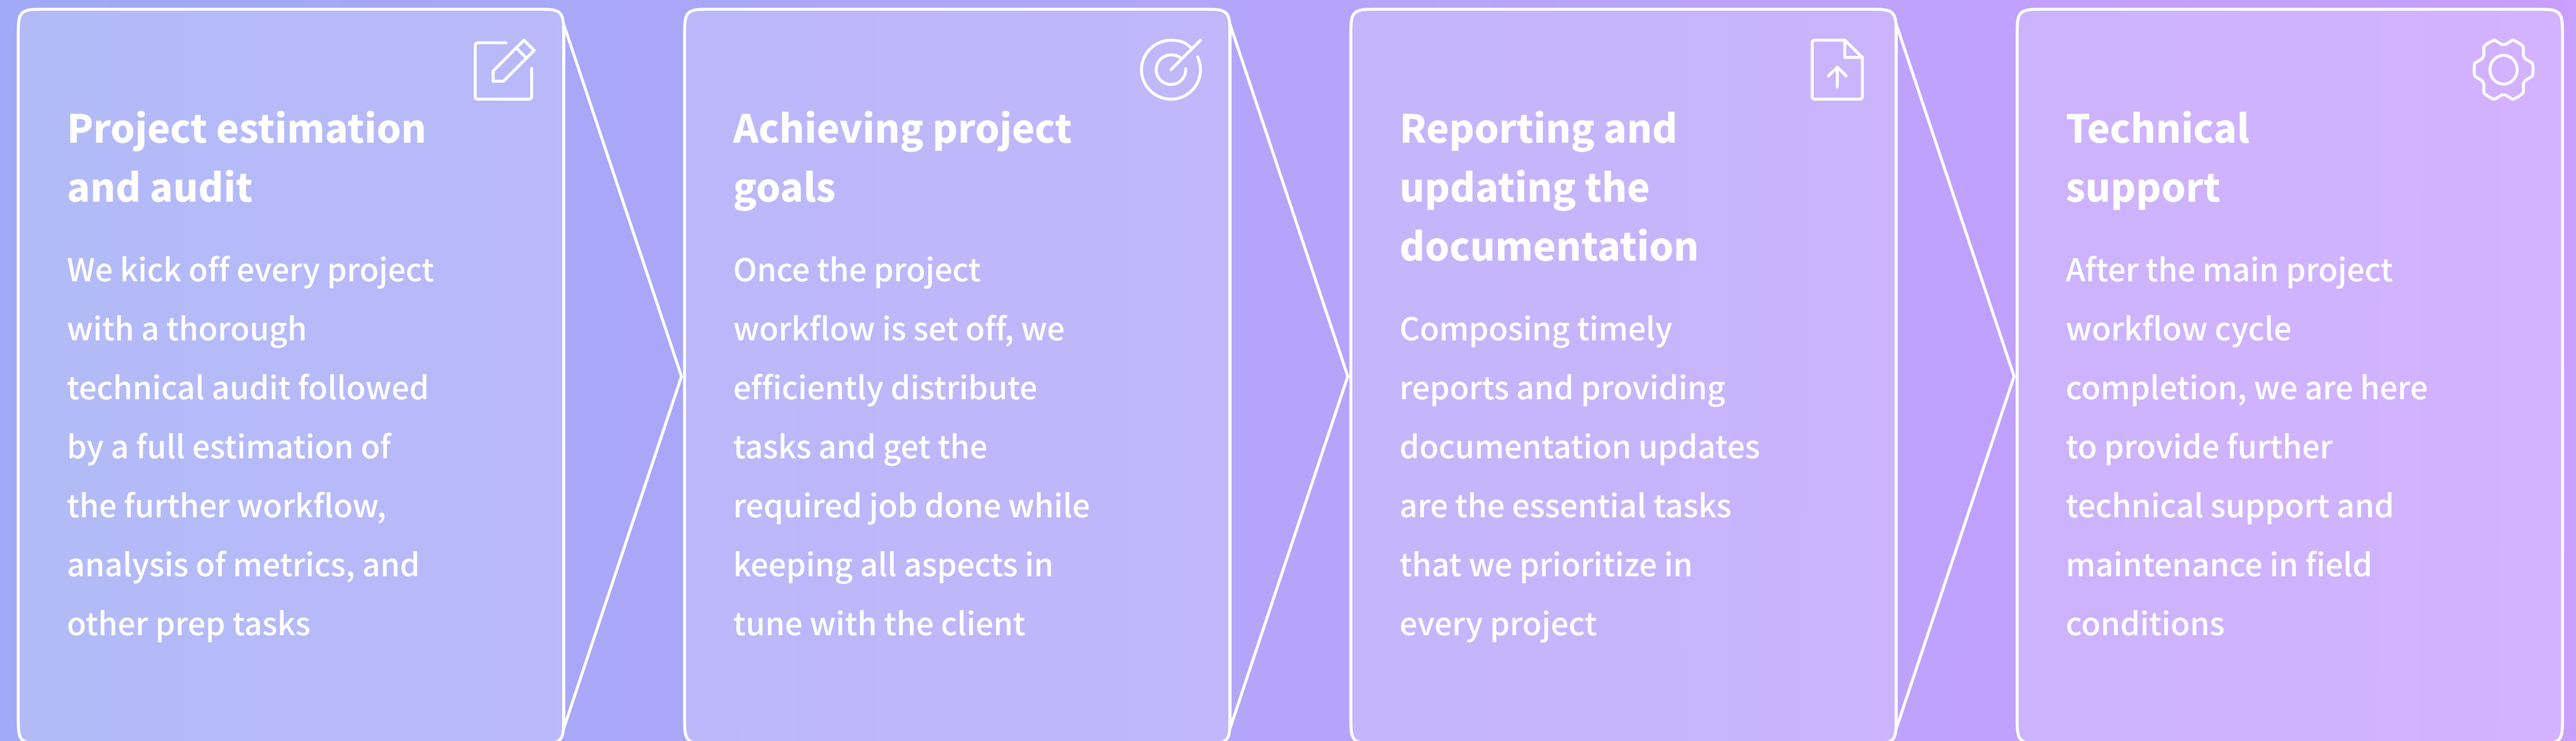 Project estimation
and audit
We kick off every project
with a thorough
technical audit followed
by a full estimation of
the further workflow,
analysis of metrics, and
other prep tasks
Achieving project
goals
Once the project
workflow is set off, we
efficiently distribute
tasks and get the
required job done while
keeping all aspects in
tune with the client
Reporting and
updating the
documentation
Composing timely
reports and providing
documentation updates
are the essential tasks
that we prioritize in
every project
Technical
support
After the main project
workflow cycle
completion, we are here
to provide further
technical support and
maintenance in field
conditions